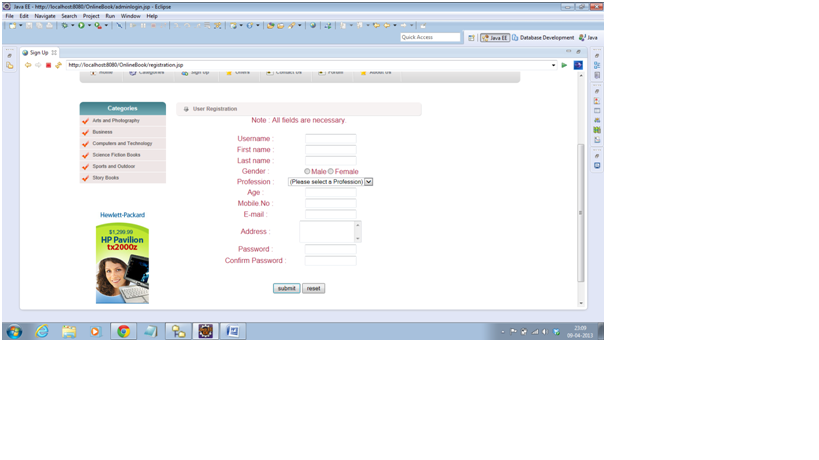 Java EE - http://localhost:8080/OnlineBook/adminlogin.jsp - Eclipse
File Edit View Navigate Search Project Run Window Help
Quick Access Java EE Database Development Java
Sign Up
http://localhost:8080/OnlineBook/registration.jsp
Home Categories Sign Up Offers Contact Us Forum About Us
Categories
Arts and Photography
Business
Computers and Technology
Science Fiction Books
Sports and Outdoor
Story Books
Hewlett-Packard
$1,299.99
HP Pavilion
tx2000z
User Registration
Note : All fields are necessary
Username :
First name :
Last name :
Gender : Male Female
Profession : (Please select a Profession)
Age :
Mobile.No :
E-mail :
Address :
Password :
Confirm Password :
submit reset
23:09
06-04-2013